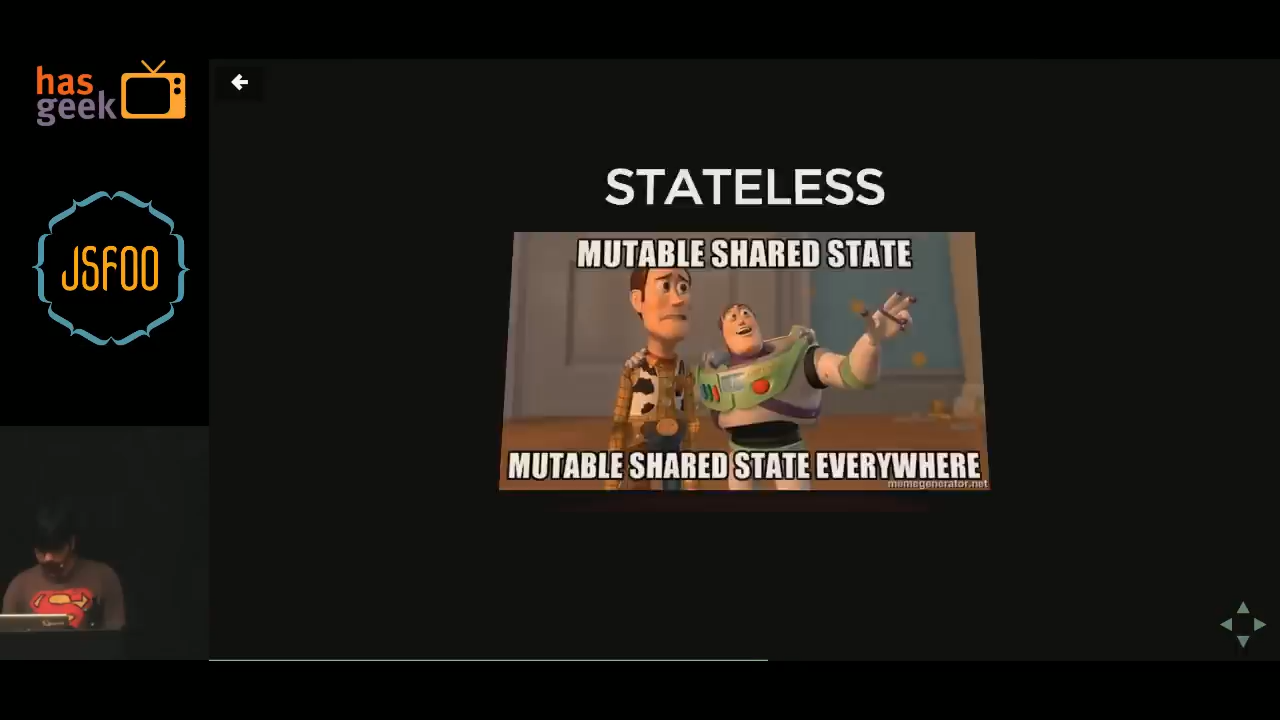 has
geek
JSFOO
STATELESS
MUTABLE SHARED STATE
MUTABLE SHARED STATE EVERYWHERE
memegenerator.net